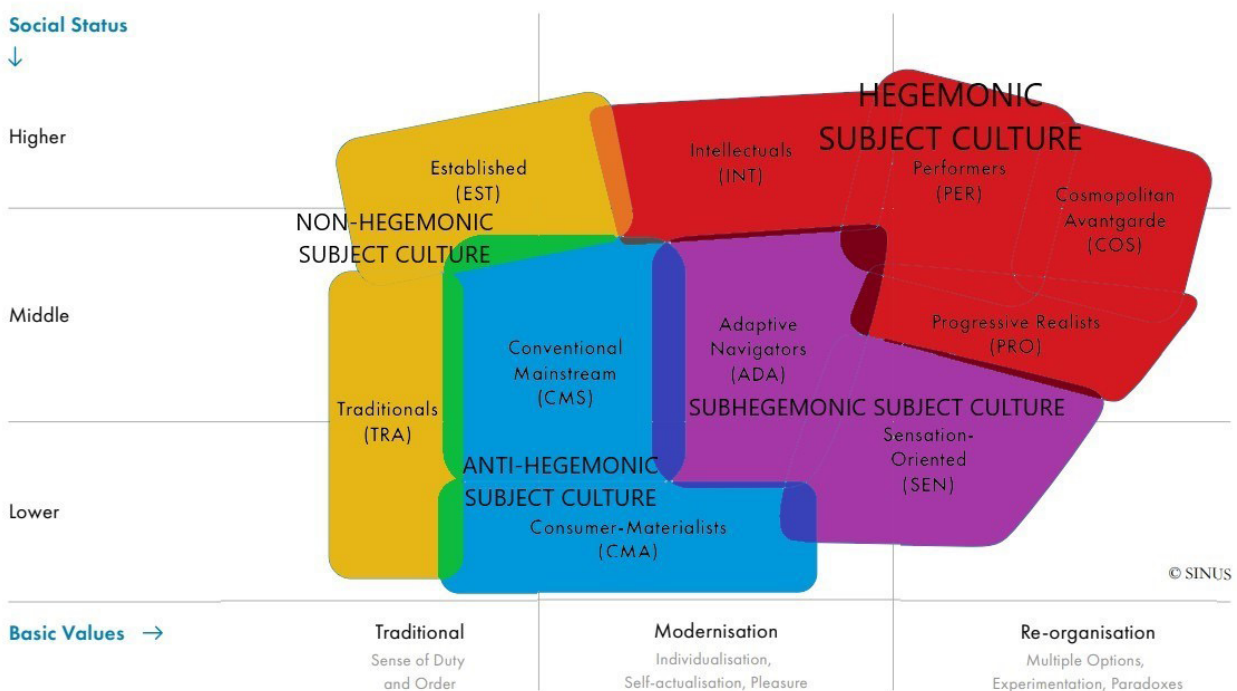 Social Status
↓
Higher
Middle
Lower
HEGEMONIC
SUBJECT CULTURE
Established
(EST)
Intellectuals
(INT)
Performers
(PER)
Cosmopolitan
Avantgarde
(COS)
NON-HEGEMONIC
SUBJECT CULTURE
Conventional
Mainstream
(CMS)
Adaptive
Navigators
(ADA)
Progressive Realists
(PRO)
Traditionals
(TRA)
SUBHEGEMONIC SUBJECT CULTURE
Sensation-
Oriented
(SEN)
ANTI-HEGEMONIC
SUBJECT CULTURE
Consumer-Materialists
(CMA)
© SINUS
Basic Values →
Traditional
Sense of Duty
and Order
Modernisation
Individualisation,
Self-actualisation, Pleasure
Re-organisation
Multiple Options,
Experimentation, Paradoxes